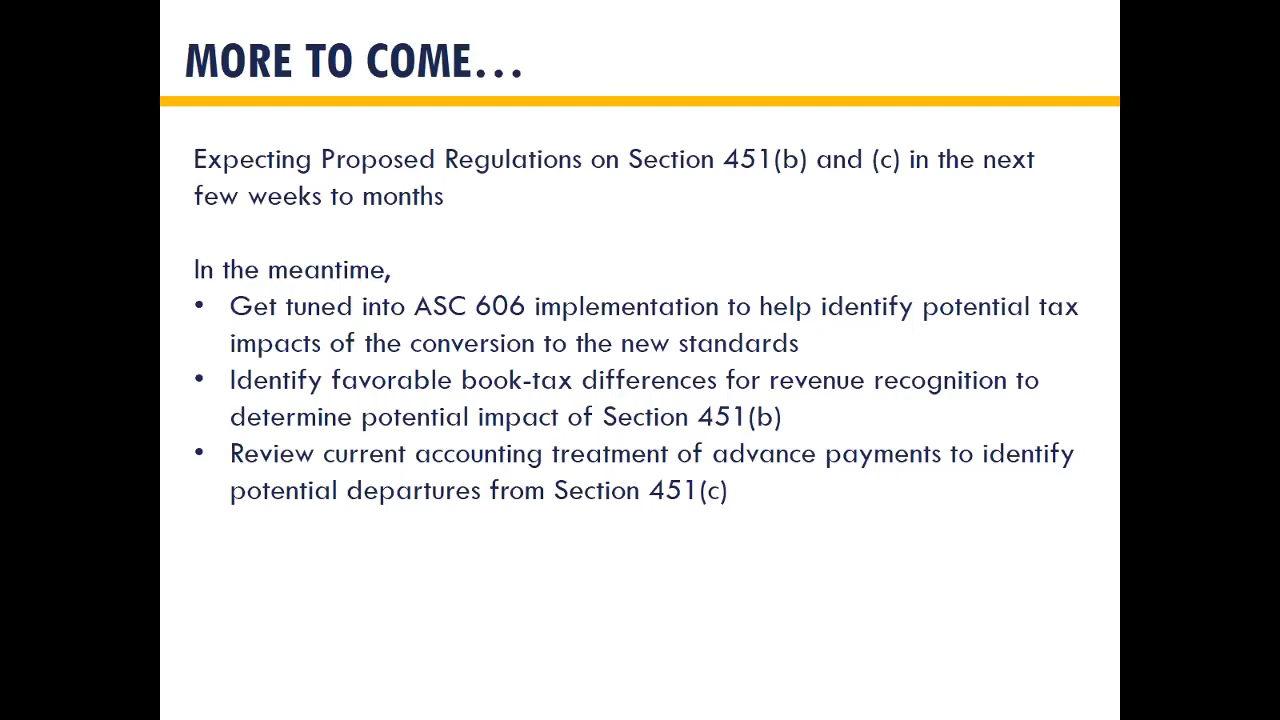 MORE TO COME...
Expecting Proposed Regulations on Section 451(b) and (c) in the next
few weeks to months
In the meantime,
• Get tuned into ASC 606 implementation to help identify potential tax
impacts of the conversion to the new standards
• Identify favorable book-tax differences for revenue recognition to
determine potential impact of Section 451(b)
• Review current accounting treatment of advance payments to identify
potential departures from Section 451(c)